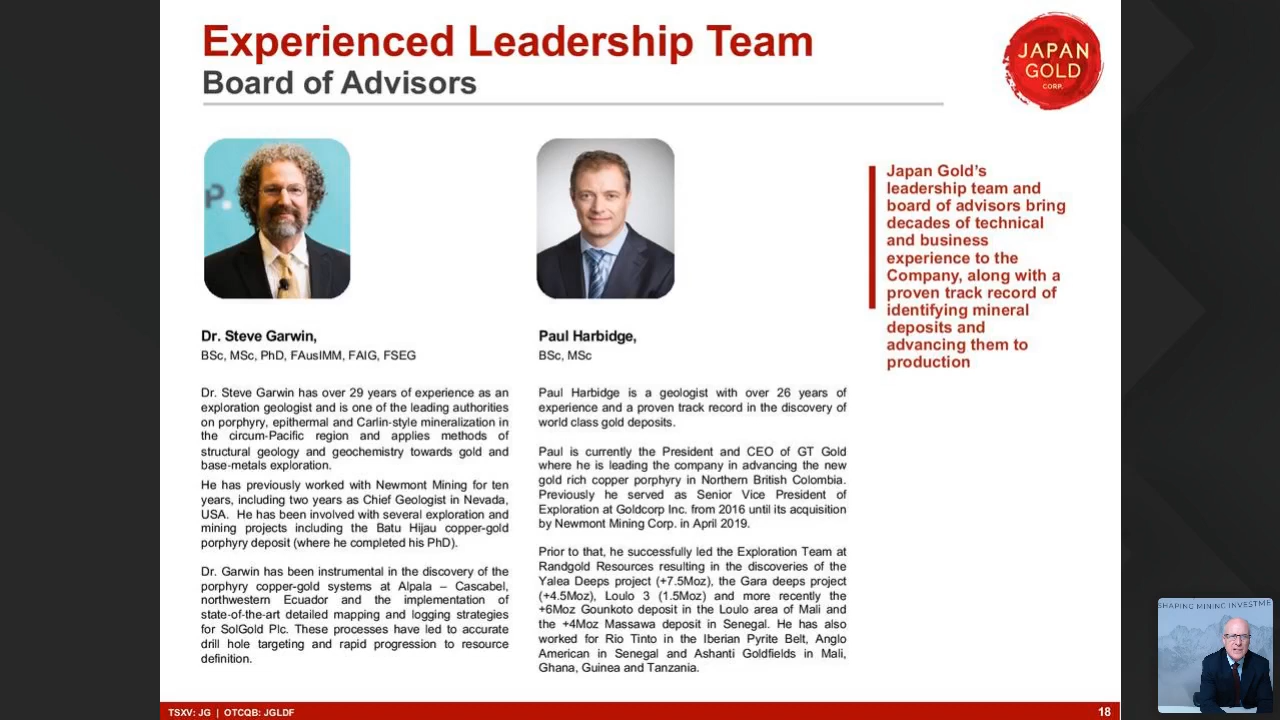 Experienced Leadership Team
Board of Advisors
JAPAN
GOLD
CORP.
P.
Dr. Steve Garwin,
BSc, MSc, PhD, FAusIMM, FAIG, FSEG
Dr. Steve Garwin has over 29 years of experience as an
exploration geologist and is one of the leading authorities
on porphyry, epithermal and Carlin-style mineralization in
the circum-Pacific region and applies methods of
structural geology and geochemistry towards gold and
base-metals exploration.
He has previously worked with Newmont Mining for ten
years, including two years as Chief Geologist in Nevada,
USA. He has been involved with several exploration and
mining projects including the Batu Hijau copper-gold
porphyry deposit (where he completed his PhD).
Dr. Garwin has been instrumental in the discovery of the
porphyry copper-gold systems at Alpala – Cascabel,
northwestern Ecuador and the implementation of
state-of-the-art detailed mapping and logging strategies
for SolGold Plc. These processes have led to accurate
drill hole targeting and rapid progression to resource
definition.
Paul Harbidge,
BSc, MSc
Paul Harbidge is a geologist with over 26 years of
experience and a proven track record in the discovery of
world class gold deposits.
Paul is currently the President and CEO of GT Gold
where he is leading the company in advancing the new
gold rich copper porphyry in Northern British Colombia.
Previously he served as Senior Vice President of
Exploration at Goldcorp Inc. from 2016 until its acquisition
by Newmont Mining Corp. in April 2019.
Prior to that, he successfully led the Exploration Team at
Randgold Resources resulting in the discoveries of the
Yalea Deeps project (+7.5Moz), the Gara deeps project
(+4.5Moz), Loulo 3 (1.5Moz) and more recently the
+6Moz Gounkoto deposit in the Loulo area of Mali and
the +4Moz Massawa deposit in Senegal. He has also
worked for Rio Tinto in the Iberian Pyrite Belt, Anglo
American in Senegal and Ashanti Goldfields in Mali,
Ghana, Guinea and Tanzania.
Japan Gold's
leadership team and
board of advisors bring
decades of technical
and business
experience to the
Company, along with a
proven track record of
identifying mineral
deposits and
advancing them to
production
SHAPING MINING INVESTME
TSXV: JG | OTCQB: JGLDF
18